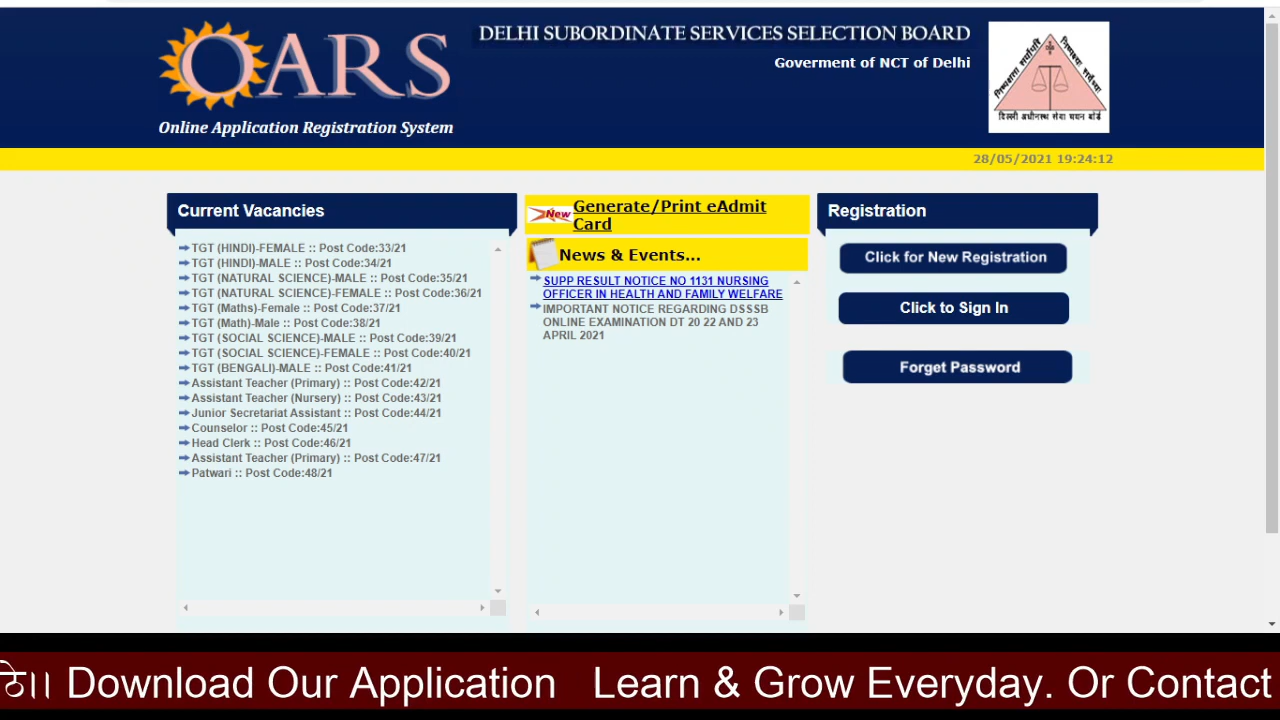 OARS
Online Application Registration System
DELHI SUBORDINATE SERVICES SELECTION BOARD
Goverment of NCT of Delhi
निष्पक्षता सर्वोपरि
दिल्ली अधीनस्थ सेवा चयन बोर्ड
28/05/2021 19:24:12
Current Vacancies
TGT (HINDI)-FEMALE :: Post Code:33/21
TGT (HINDI)-MALE :: Post Code:34/21
TGT (NATURAL SCIENCE)-MALE :: Post Code:35/21
TGT (NATURAL SCIENCE)-FEMALE :: Post Code:36/21
TGT (Maths)-Female :: Post Code:37/21
TGT (Math)-Male :: Post Code:38/21
TGT (SOCIAL SCIENCE)-MALE :: Post Code:39/21
TGT (SOCIAL SCIENCE)-FEMALE :: Post Code:40/21
TGT (BENGALI)-MALE :: Post Code:41/21
Assistant Teacher (Primary) :: Post Code:42/21
Assistant Teacher (Nursery) :: Post Code:43/21
Junior Secretariat Assistant :: Post Code:44/21
Counselor :: Post Code:45/21
Head Clerk :: Post Code:46/21
Assistant Teacher (Primary) :: Post Code:47/21
Patwari :: Post Code:48/21
New Generate/Print eAdmit
Card
News & Events...
SUPP RESULT NOTICE NO 1131 NURSING
OFFICER IN HEALTH AND FAMILY WELFARE
IMPORTANT NOTICE REGARDING DSSSB
ONLINE EXAMINATION DT 20 22 AND 23
APRIL 2021
Registration
Click for New Registration
Click to Sign In
Forget Password
ठे।। Download Our Application Learn & Grow Everyday. Or Contact